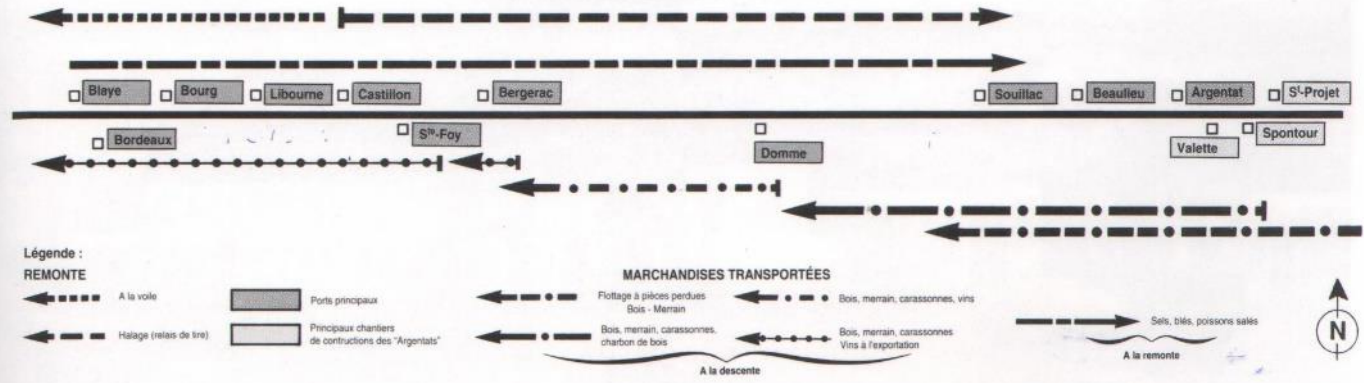 Blaye
Bourg
Libourne
Castillon
Bergerac
Souillac
Beaulieu
Argentat
Sᵗ-Projet
Bordeaux
Sᵗᵉ-Foy
Domme
Valette
Spontour
Légende :
REMONTE
A la voile
Halage (relais de tire)
Ports principaux
Principaux chantiers
de contructions des "Argentats"
MARCHANDISES TRANSPORTÉES
Flottage à pièces perdues
Bois - Merrain
Bois, merrain, carassonnes,
charbon de bois
Bois, merrain, carassonnes, vins
Bois, merrain, carassonnes
Vins à l'exportation
A la descente
Sels, blés, poissons salés
A la remonte
N